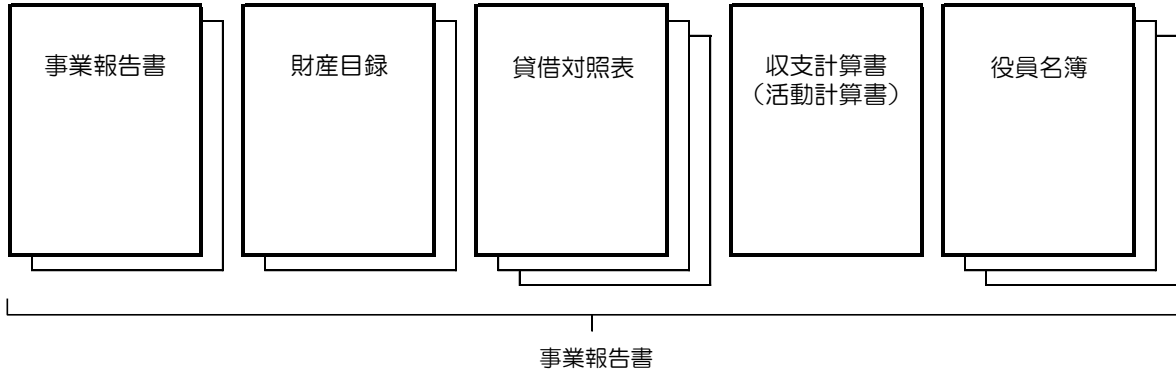 事業報告書
財産目録
貸借対照表
収支計算書
（活動計算書）
役員名簿
事業報告書